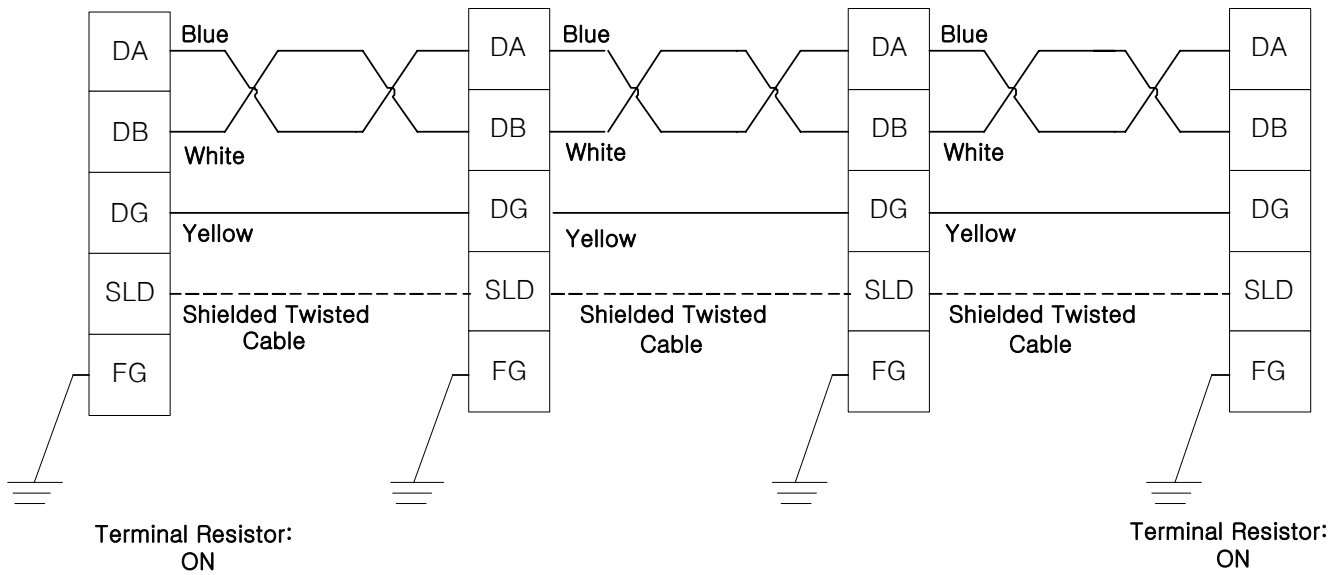 Blue
Blue
Blue
DA
DA
DA
DA
DB
DB
DB
DB
White
White
White
DG
DG
DG
DG
Yellow
Yellow
Yellow
SLD
SLD
SLD
SLD
Shielded Twisted
Cable
Shielded Twisted
Cable
Shielded Twisted
Cable
FG
FG
FG
FG
Terminal Resistor:
ON
Terminal Resistor:
ON